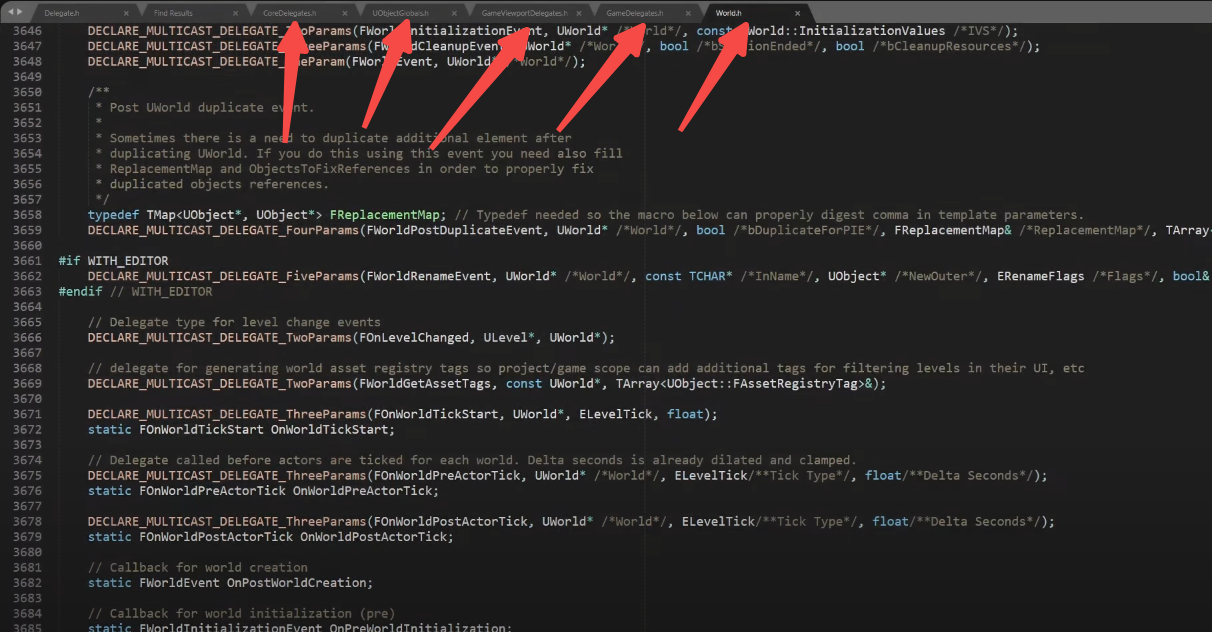 Delegate.h Find Results CoreDelegates.h UObjectGlobals.h GameViewportDelegates.h GameDelegates.h World.h
3646 DECLARE_MULTICAST_DELEGATE_TwoParams(FWorldInitializationEvent, UWorld* /*World*/, const UWorld::InitializationValues /*IVS*/);
3647 DECLARE_MULTICAST_DELEGATE_ThreeParams(FWorldCleanupEvent, UWorld* /*World*/, bool /*bSessionEnded*/, bool /*bCleanupResources*/);
3648 DECLARE_MULTICAST_DELEGATE_OneParam(FWorldEvent, UWorld* /*World*/);
3649
3650 /**
3651 * Post UWorld duplicate event.
3652 *
3653 * Sometimes there is a need to duplicate additional element after
3654 * duplicating UWorld. If you do this using this event you need also fill
3655 * ReplacementMap and ObjectsToFixReferences in order to properly fix
3656 * duplicated objects references.
3657 */
3658 typedef TMap<UObject*, UObject*> FReplacementMap; // Typedef needed so the macro below can properly digest comma in template parameters.
3659 DECLARE_MULTICAST_DELEGATE_FourParams(FWorldPostDuplicateEvent, UWorld* /*World*/, bool /*bDuplicateForPIE*/, FReplacementMap& /*ReplacementMap*/, TArray<
3660
3661 #if WITH_EDITOR
3662 DECLARE_MULTICAST_DELEGATE_FiveParams(FWorldRenameEvent, UWorld* /*World*/, const TCHAR* /*InName*/, UObject* /*NewOuter*/, ERenameFlags /*Flags*/, bool&
3663 #endif // WITH_EDITOR
3664
3665 // Delegate type for level change events
3666 DECLARE_MULTICAST_DELEGATE_TwoParams(FOnLevelChanged, ULevel*, UWorld*);
3667
3668 // delegate for generating world asset registry tags so project/game scope can add additional tags for filtering levels in their UI, etc
3669 DECLARE_MULTICAST_DELEGATE_TwoParams(FWorldGetAssetTags, const UWorld*, TArray<UObject::FAssetRegistryTag>&);
3670
3671 DECLARE_MULTICAST_DELEGATE_ThreeParams(FOnWorldTickStart, UWorld*, ELevelTick, float);
3672 static FOnWorldTickStart OnWorldTickStart;
3673
3674 // Delegate called before actors are ticked for each world. Delta seconds is already dilated and clamped.
3675 DECLARE_MULTICAST_DELEGATE_ThreeParams(FOnWorldPreActorTick, UWorld* /*World*/, ELevelTick/**Tick Type*/, float/**Delta Seconds*/);
3676 static FOnWorldPreActorTick OnWorldPreActorTick;
3677
3678 DECLARE_MULTICAST_DELEGATE_ThreeParams(FOnWorldPostActorTick, UWorld* /*World*/, ELevelTick/**Tick Type*/, float/**Delta Seconds*/);
3679 static FOnWorldPostActorTick OnWorldPostActorTick;
3680
3681 // Callback for world creation
3682 static FWorldEvent OnPostWorldCreation;
3683
3684 // Callback for world initialization (pre)
3685 static FWorldInitializationEvent OnPreWorldInitialization;